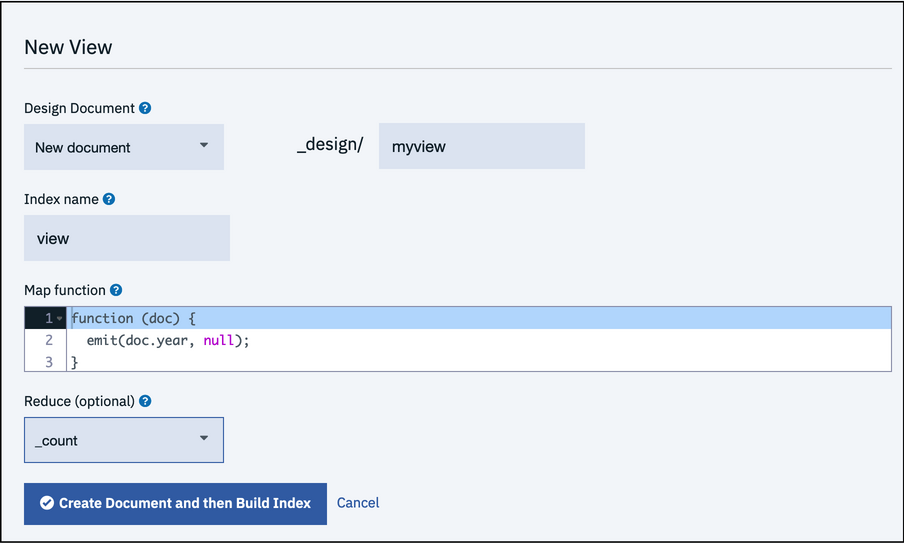 New View
Design Document ?
New document
_design/ myview
Index name ?
view
Map function ?
1 function (doc) {
2   emit(doc.year, null);
3 }
Reduce (optional) ?
_count
Create Document and then Build Index Cancel